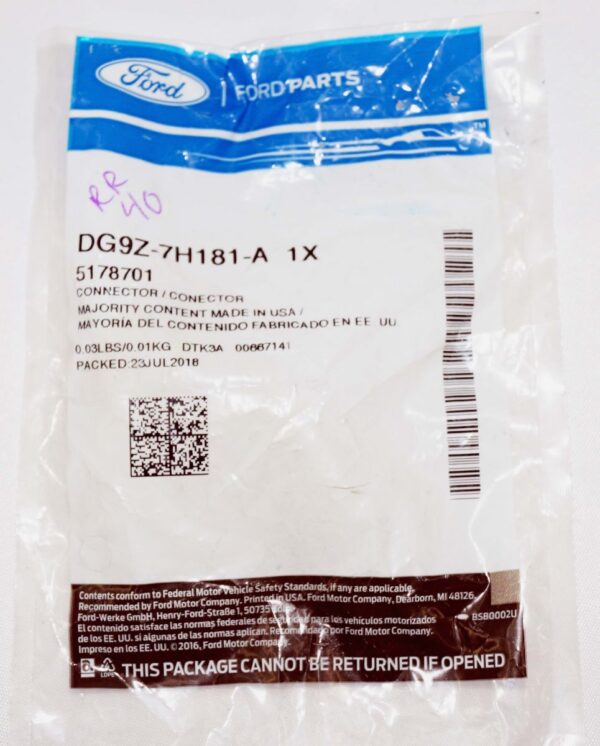 Ford | FORD PARTS
TM
RR
40
DG9Z-7H181-A 1X
5178701
CONNECTOR / CONECTOR
MAJORITY CONTENT MADE IN USA /
MAYORÍA DEL CONTENIDO FABRICADO EN EE UU
0.03LBS/0.01KG DTK3A 00667141
PACKED:23JUL2018
Contents conform to Federal Motor Vehicle Safety Standards, if any are applicable.
Recommended by Ford Motor Company. Printed in USA. Ford Motor Company, Dearborn, MI 48126.
Ford-Werke GmbH, Henry-Ford-Straße 1, 50735
El contenido satisface las normas federales de seguridad para los vehículos motorizados
de los EE. UU. si algunas de las normas aplican. Recomendado por Ford Motor Company.
Impreso en los EE. UU. ©2016, Ford Motor Company.
BSB0002U
LDPE
THIS PACKAGE CANNOT BE RETURNED IF OPENED